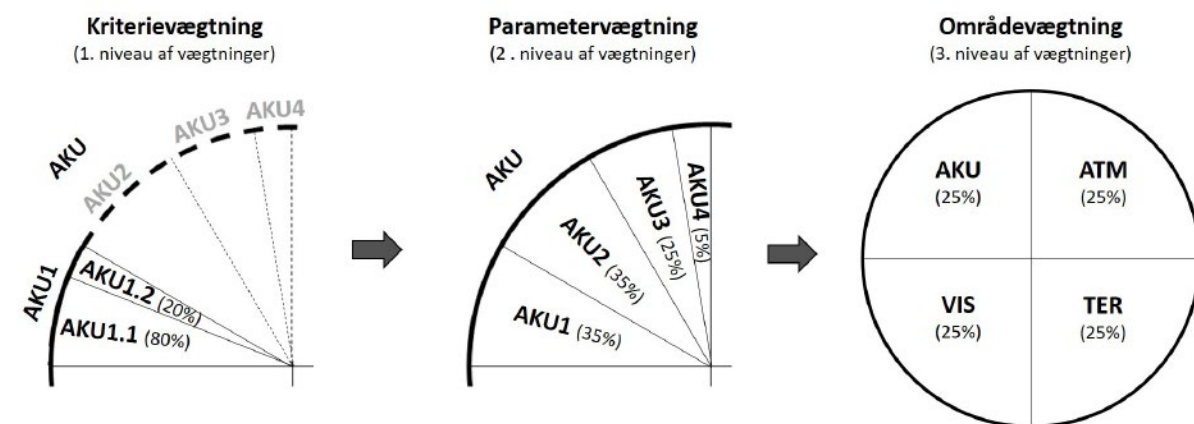 Kriterievægtning
(1. niveau af vægtninger)
AKU
AKU1
AKU2
AKU3
AKU4
AKU1.2 (20%)
AKU1.1 (80%)
Parametervægtning
(2 . niveau af vægtninger)
AKU
AKU1 (35%)
AKU2 (35%)
AKU3 (25%)
AKU4 (5%)
Områdevægtning
(3. niveau af vægtninger)
AKU
(25%)
ATM
(25%)
VIS
(25%)
TER
(25%)